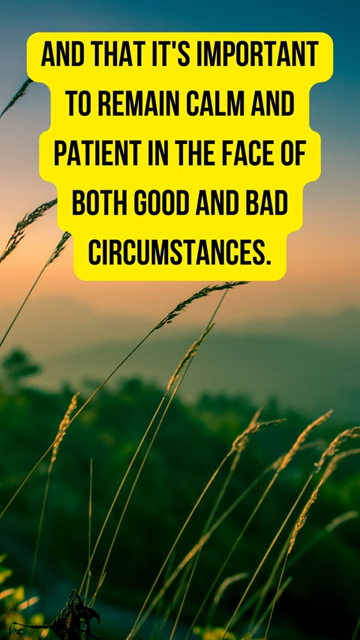 AND THAT IT'S IMPORTANT
TO REMAIN CALM AND
PATIENT IN THE FACE OF
BOTH GOOD AND BAD
CIRCUMSTANCES.